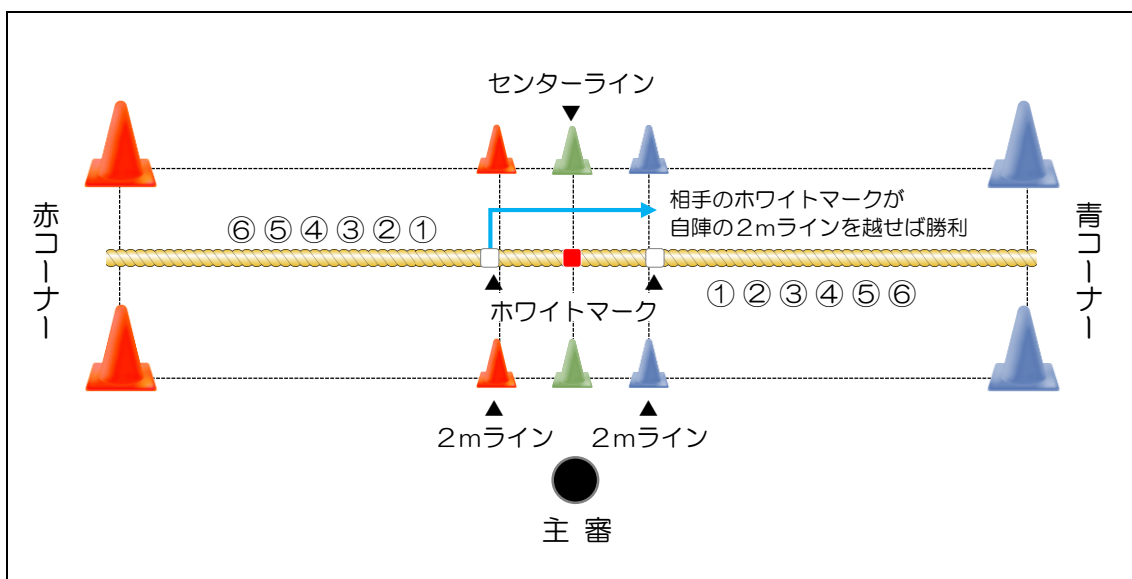 センターライン
▼
相手のホワイトマークが
自陣の２ｍラインを越せば勝利
赤コーナー
⑥⑤④③②①
青コーナー
①②③④⑤⑥
▲ ▲
ホワイトマーク
▲ ▲
２ｍライン ２ｍライン
主 審